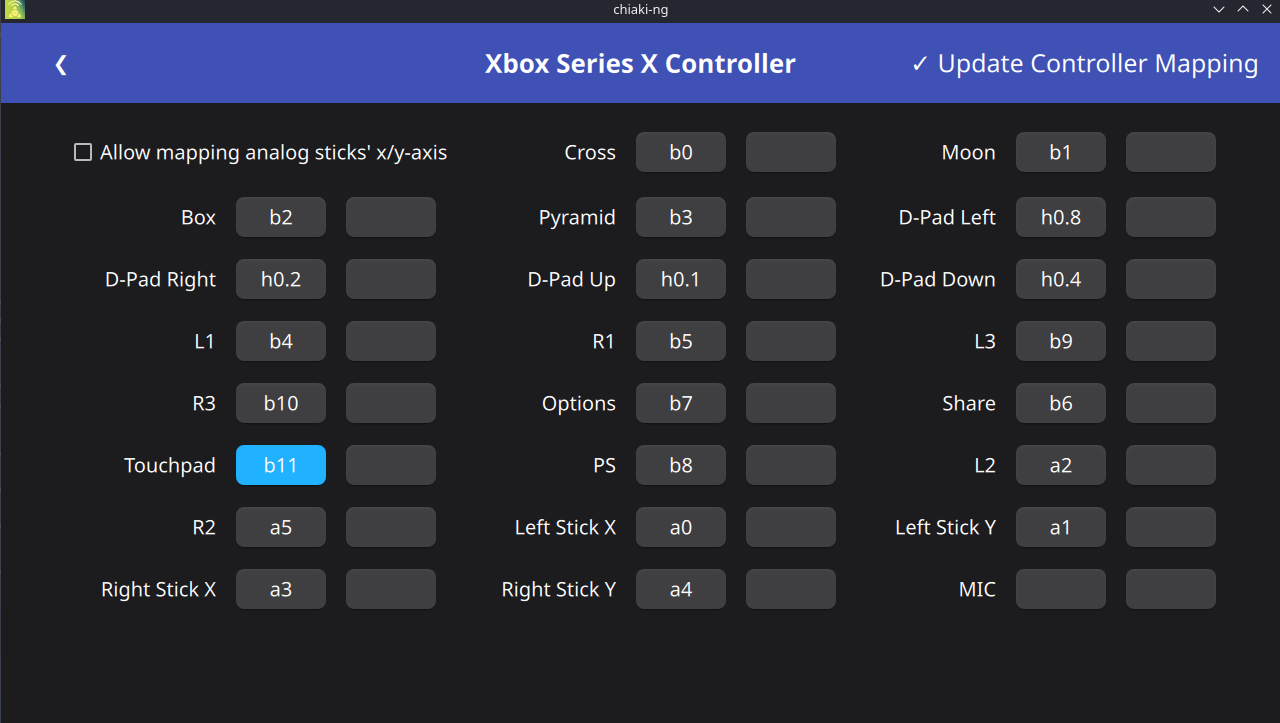 chiaki-ng
❮ Xbox Series X Controller ✓ Update Controller Mapping
Allow mapping analog sticks' x/y-axis Cross b0 Moon b1
Box b2 Pyramid b3 D-Pad Left h0.8
D-Pad Right h0.2 D-Pad Up h0.1 D-Pad Down h0.4
L1 b4 R1 b5 L3 b9
R3 b10 Options b7 Share b6
Touchpad b11 PS b8 L2 a2
R2 a5 Left Stick X a0 Left Stick Y a1
Right Stick X a3 Right Stick Y a4 MIC